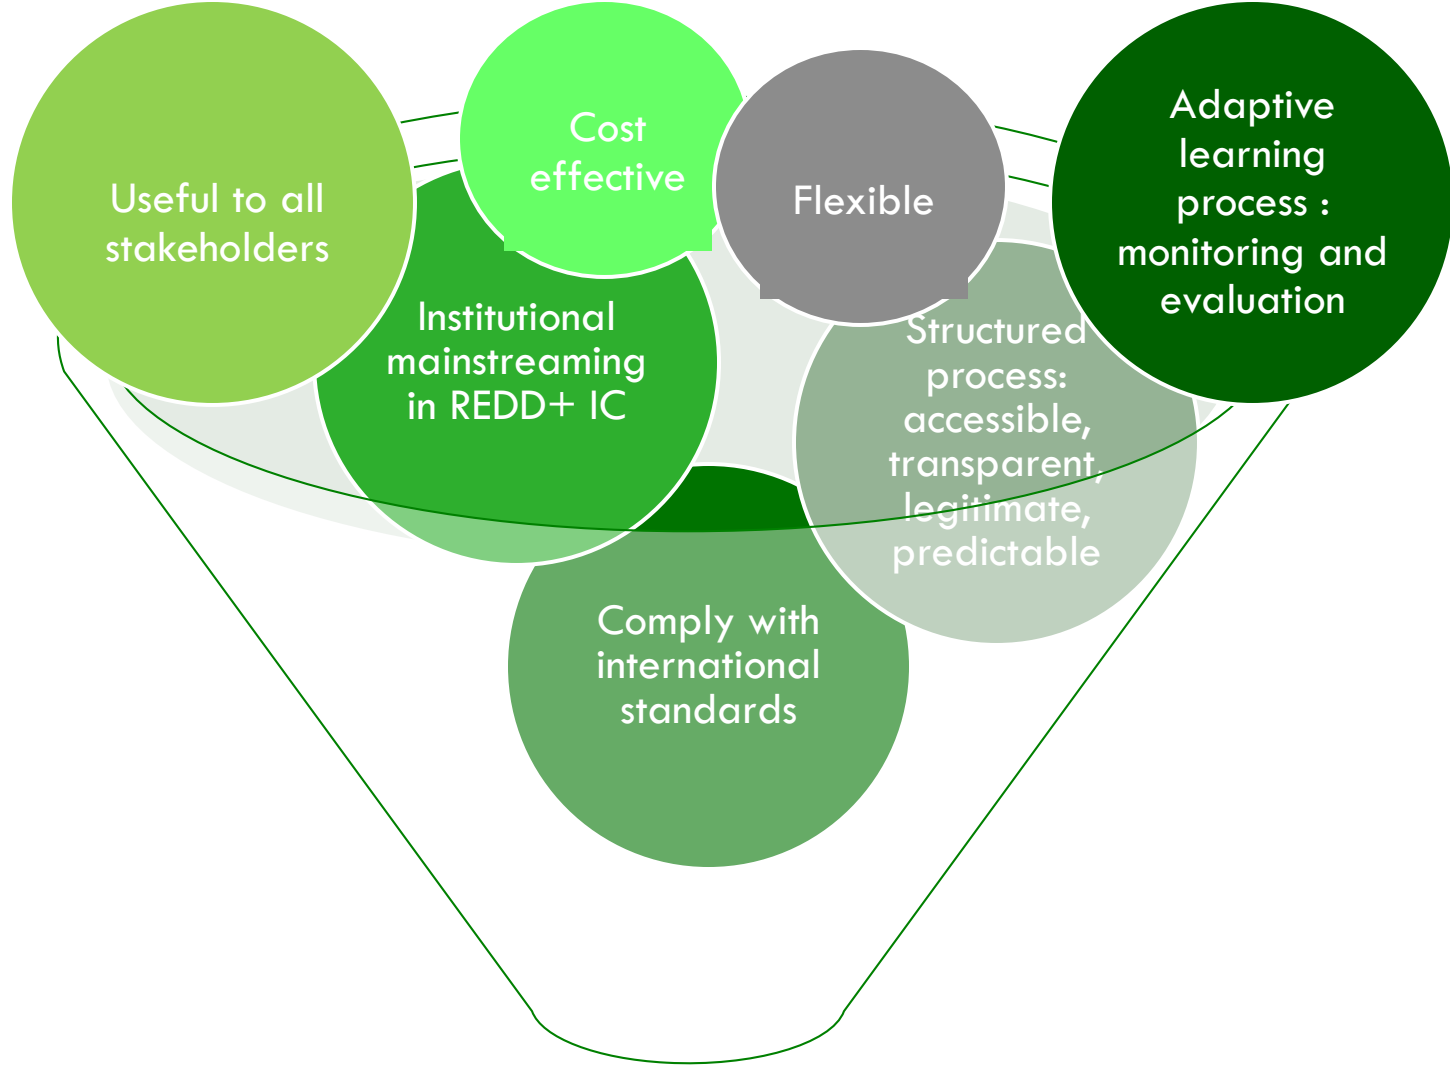 Useful to all
stakeholders
Cost
effective
Flexible
Adaptive
learning
process :
monitoring and
evaluation
Institutional
mainstreaming
in REDD+ IC
Structured
process:
accessible,
transparent,
legitimate,
predictable
Comply with
international
standards